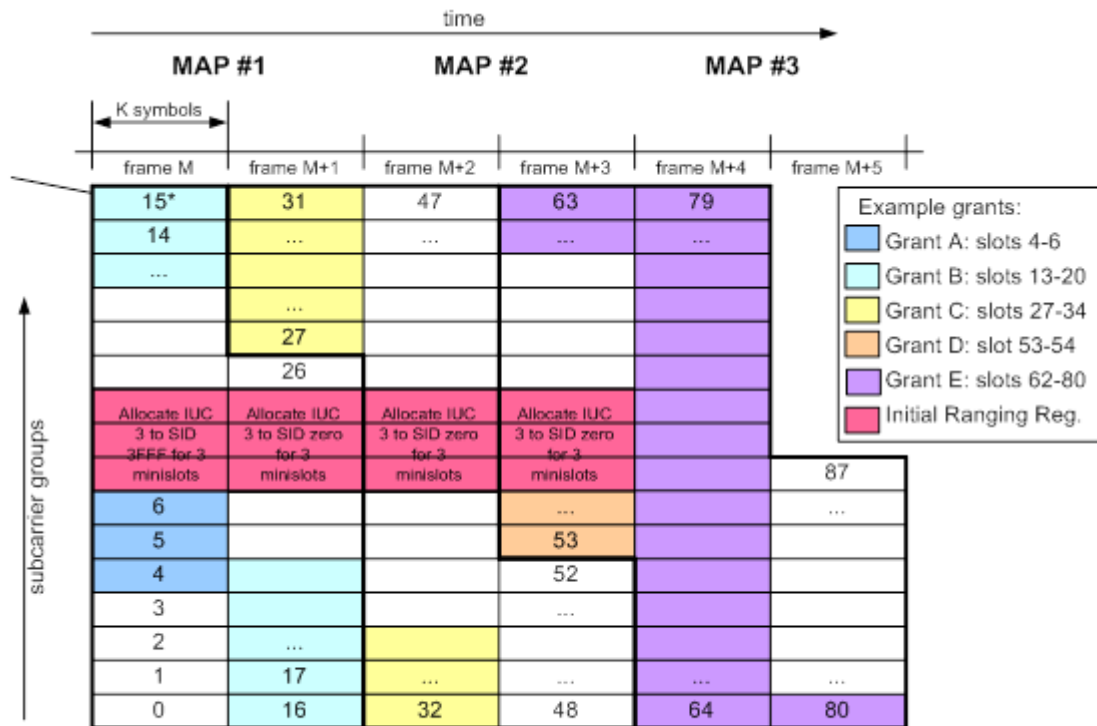 time
MAP #1 MAP #2 MAP #3
K symbols
frame M frame M+1 frame M+2 frame M+3 frame M+4 frame M+5
15* 31 47 63 79
14 ... ... ... ...
...
...
27
26
Allocate IUC 3 to SID 3FFF for 3 minislots
Allocate IUC 3 to SID zero for 3 minislots
Allocate IUC 3 to SID zero for 3 minislots
Allocate IUC 3 to SID zero for 3 minislots
87
6 ... ...
5 53
4 52
3 ...
2 ...
1 17 ... ... ... ...
0 16 32 48 64 80
subcarrier groups
Example grants:
Grant A: slots 4-6
Grant B: slots 13-20
Grant C: slots 27-34
Grant D: slot 53-54
Grant E: slots 62-80
Initial Ranging Reg.